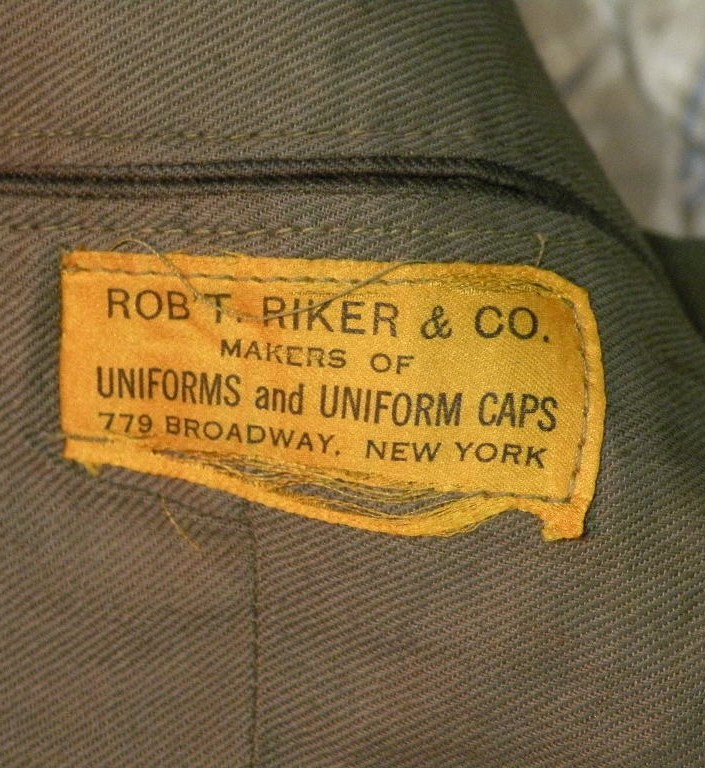 ROB'T. RIKER & CO.
MAKERS OF
UNIFORMS and UNIFORM CAPS
779 BROADWAY, NEW YORK